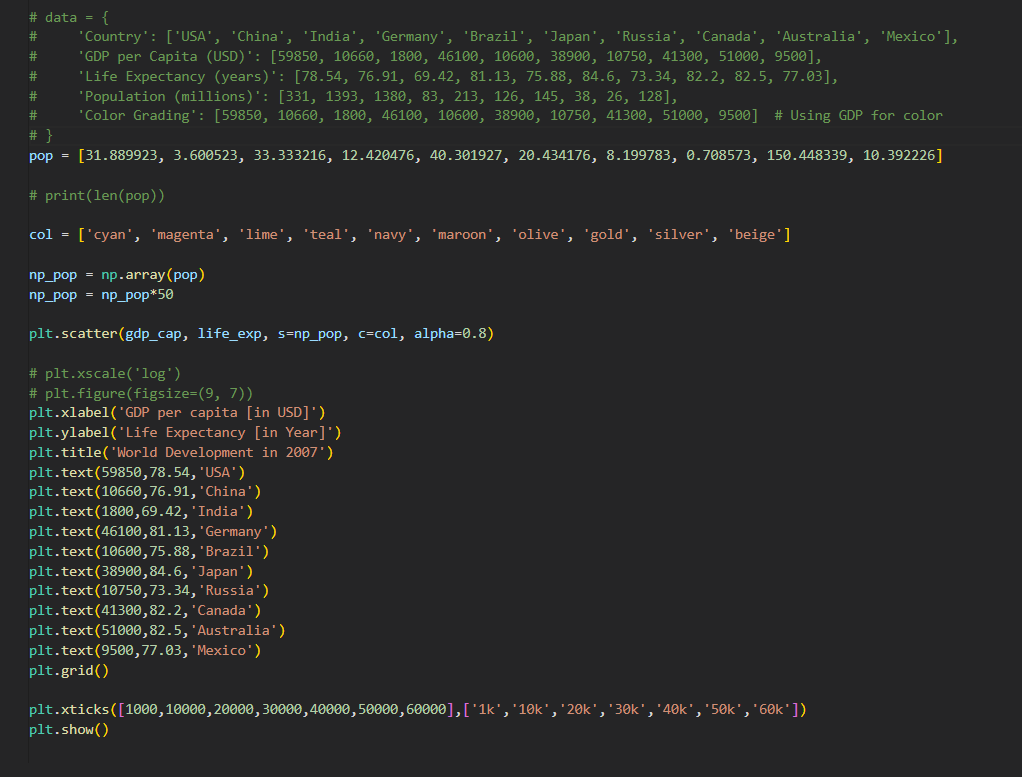 # data = {
#     'Country': ['USA', 'China', 'India', 'Germany', 'Brazil', 'Japan', 'Russia', 'Canada', 'Australia', 'Mexico'],
#     'GDP per Capita (USD)': [59850, 10660, 1800, 46100, 10600, 38900, 10750, 41300, 51000, 9500],
#     'Life Expectancy (years)': [78.54, 76.91, 69.42, 81.13, 75.88, 84.6, 73.34, 82.2, 82.5, 77.03],
#     'Population (millions)': [331, 1393, 1380, 83, 213, 126, 145, 38, 26, 128],
#     'Color Grading': [59850, 10660, 1800, 46100, 10600, 38900, 10750, 41300, 51000, 9500]  # Using GDP for color
# }
pop = [31.889923, 3.600523, 33.333216, 12.420476, 40.301927, 20.434176, 8.199783, 0.708573, 150.448339, 10.392226]
# print(len(pop))
col = ['cyan', 'magenta', 'lime', 'teal', 'navy', 'maroon', 'olive', 'gold', 'silver', 'beige']
np_pop = np.array(pop)
np_pop = np_pop*50
plt.scatter(gdp_cap, life_exp, s=np_pop, c=col, alpha=0.8)
# plt.xscale('log')
# plt.figure(figsize=(9, 7))
plt.xlabel('GDP per capita [in USD]')
plt.ylabel('Life Expectancy [in Year]')
plt.title('World Development in 2007')
plt.text(59850,78.54,'USA')
plt.text(10660,76.91,'China')
plt.text(1800,69.42,'India')
plt.text(46100,81.13,'Germany')
plt.text(10600,75.88,'Brazil')
plt.text(38900,84.6,'Japan')
plt.text(10750,73.34,'Russia')
plt.text(41300,82.2,'Canada')
plt.text(51000,82.5,'Australia')
plt.text(9500,77.03,'Mexico')
plt.grid()
plt.xticks([1000,10000,20000,30000,40000,50000,60000],['1k','10k','20k','30k','40k','50k','60k'])
plt.show()